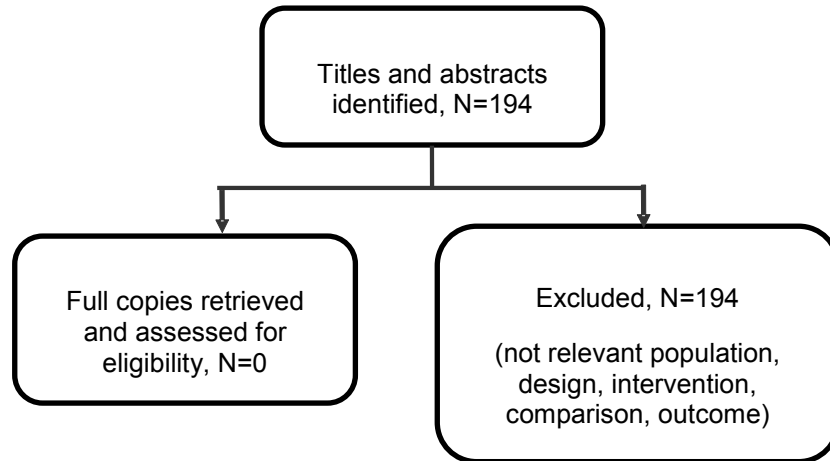 Titles and abstracts
identified, N=194
Full copies retrieved
and assessed for
eligibility, N=0
Excluded, N=194
(not relevant population,
design, intervention,
comparison, outcome)